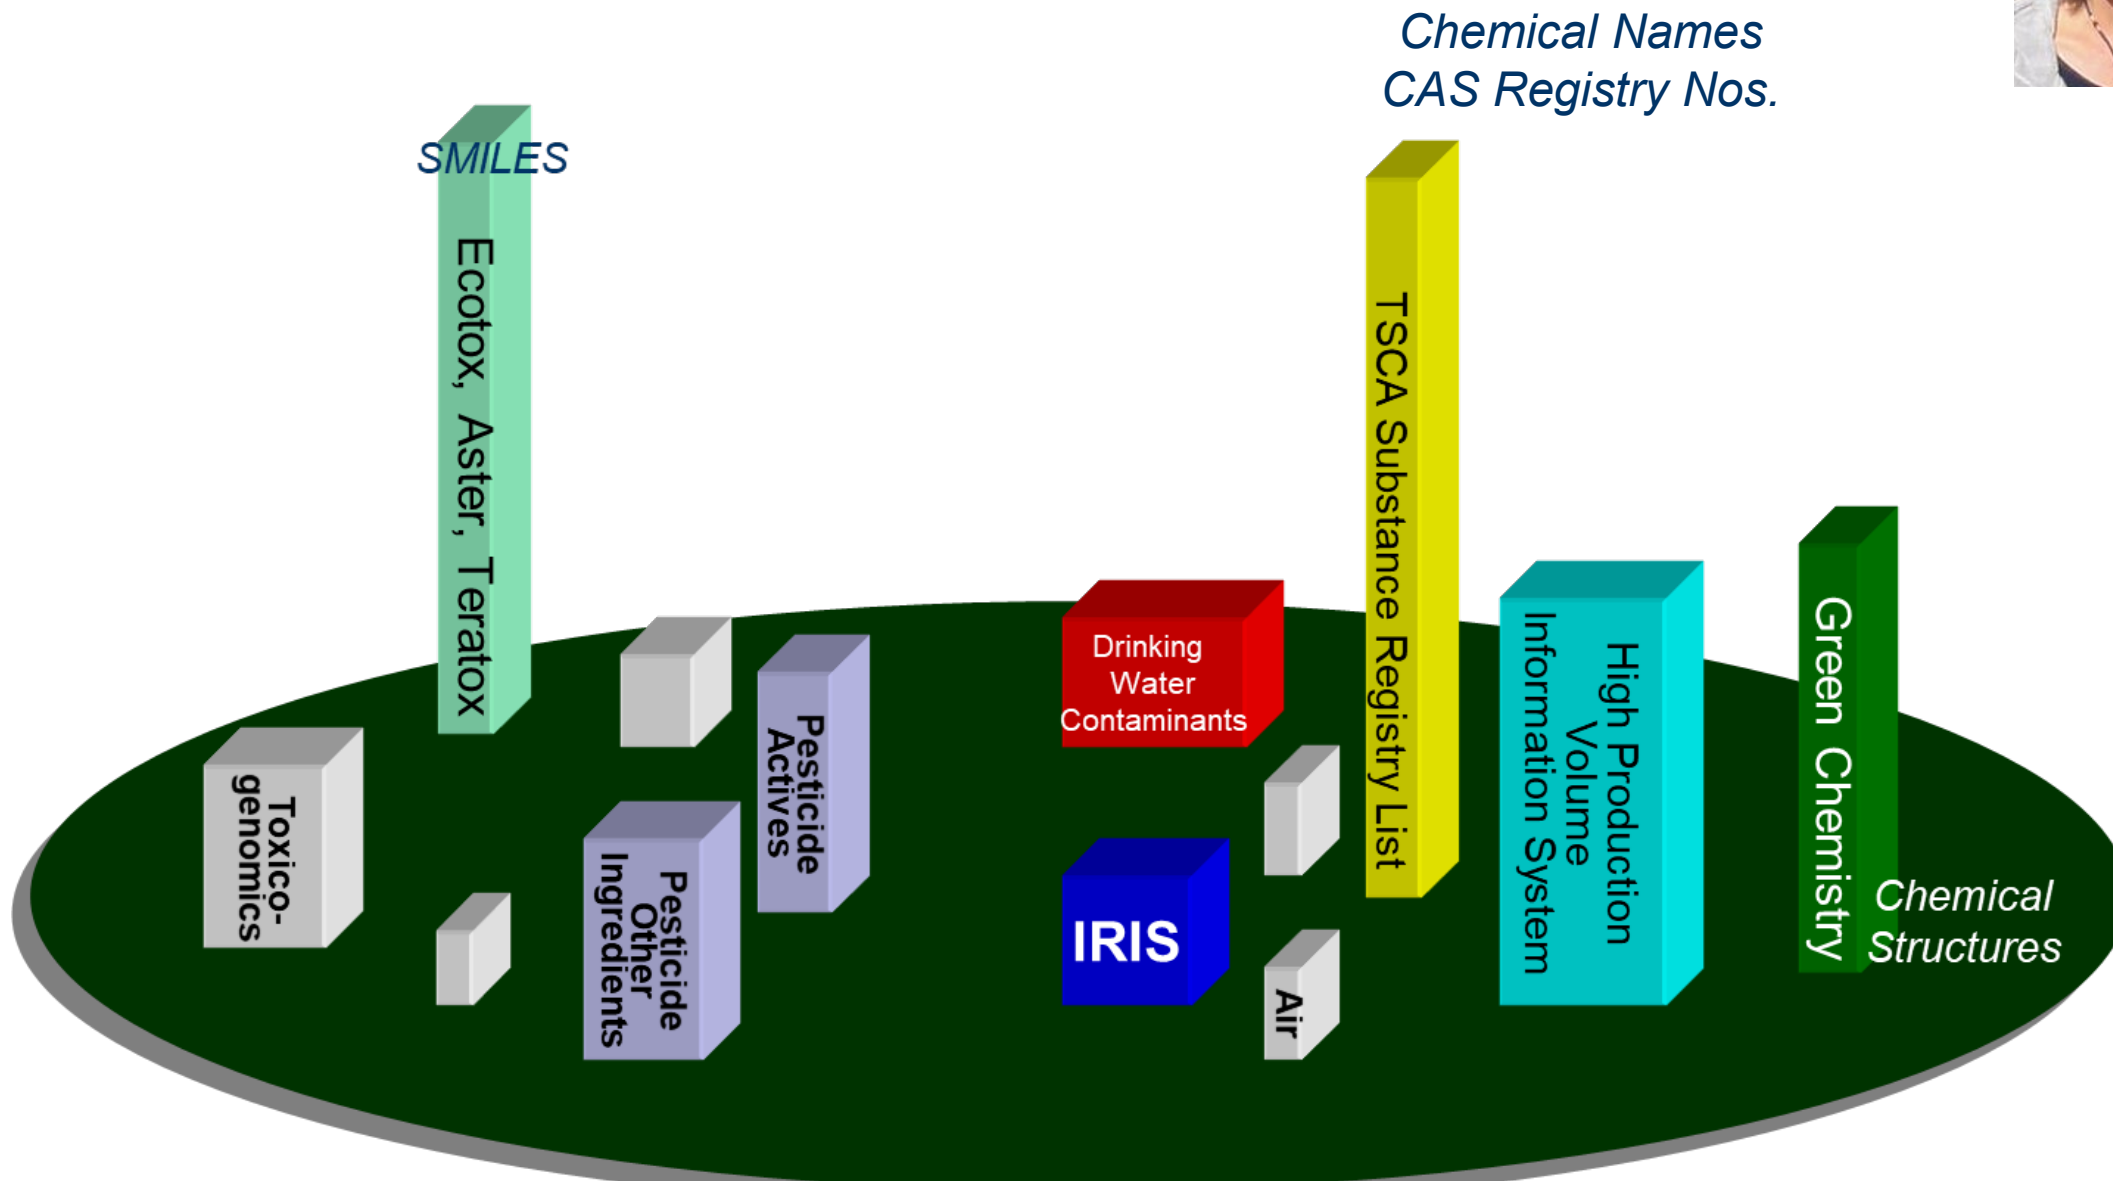 Chemical Names
CAS Registry Nos.
SMILES
Ecotox, Aster, Teratox
TSCA Substance Registry List
Drinking
Water
Contaminants
High Production
Volume
Information System
Green Chemistry
Pesticide
Actives
Toxico-
genomics
Pesticide
Other
Ingredients
IRIS
Air
Chemical
Structures